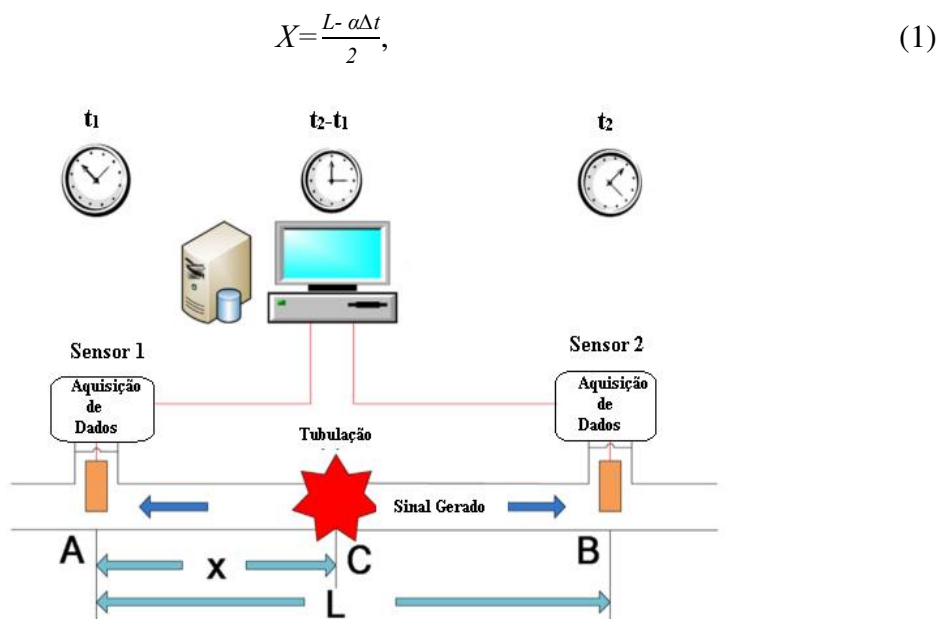 X = \frac{L - αΔt}{2}, (1)
t₁ t₂-t₁ t₂
Sensor 1
Sensor 2
Aquisição
de
Dados
Aquisição
de
Dados
Tubulação
Sinal Gerado
A
x
C
B
L